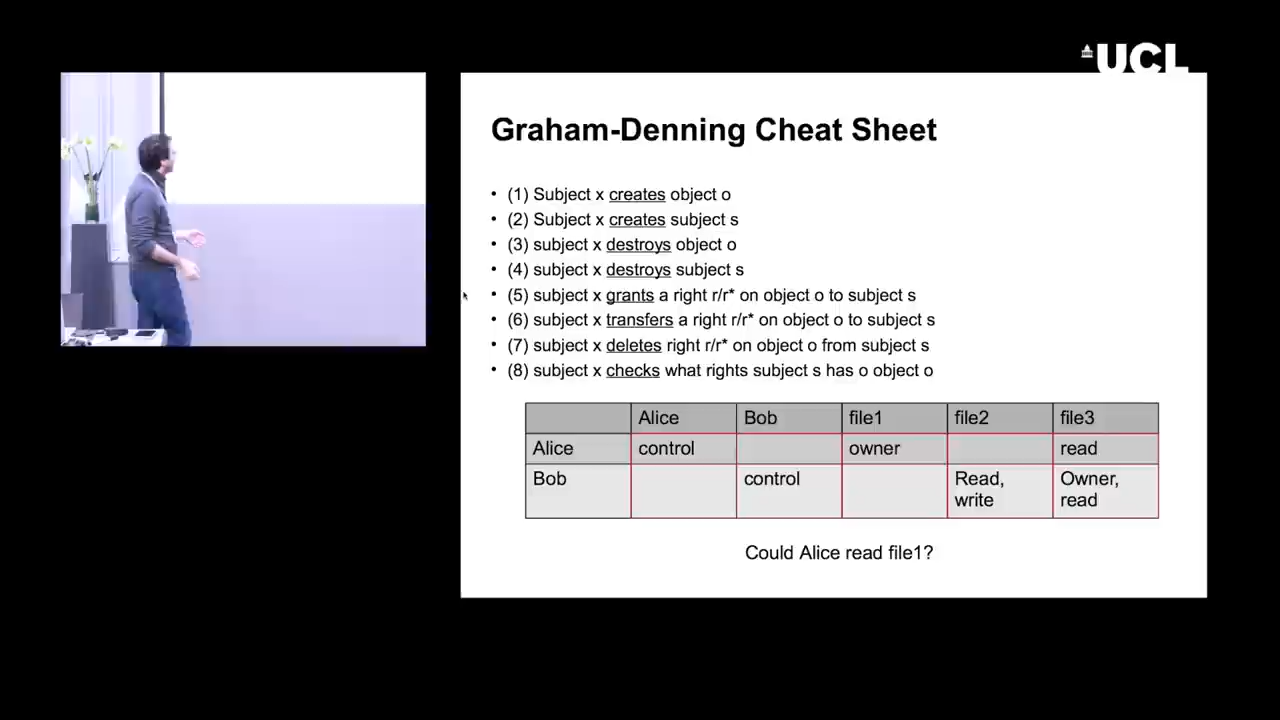 UCL
Graham-Denning Cheat Sheet
• (1) Subject x creates object o
• (2) Subject x creates subject s
• (3) subject x destroys object o
• (4) subject x destroys subject s
• (5) subject x grants a right r/r* on object o to subject s
• (6) subject x transfers a right r/r* on object o to subject s
• (7) subject x deletes right r/r* on object o from subject s
• (8) subject x checks what rights subject s has o object o
Alice Bob file1 file2 file3
Alice control owner read
Bob control Read, write Owner, read
Could Alice read file1?